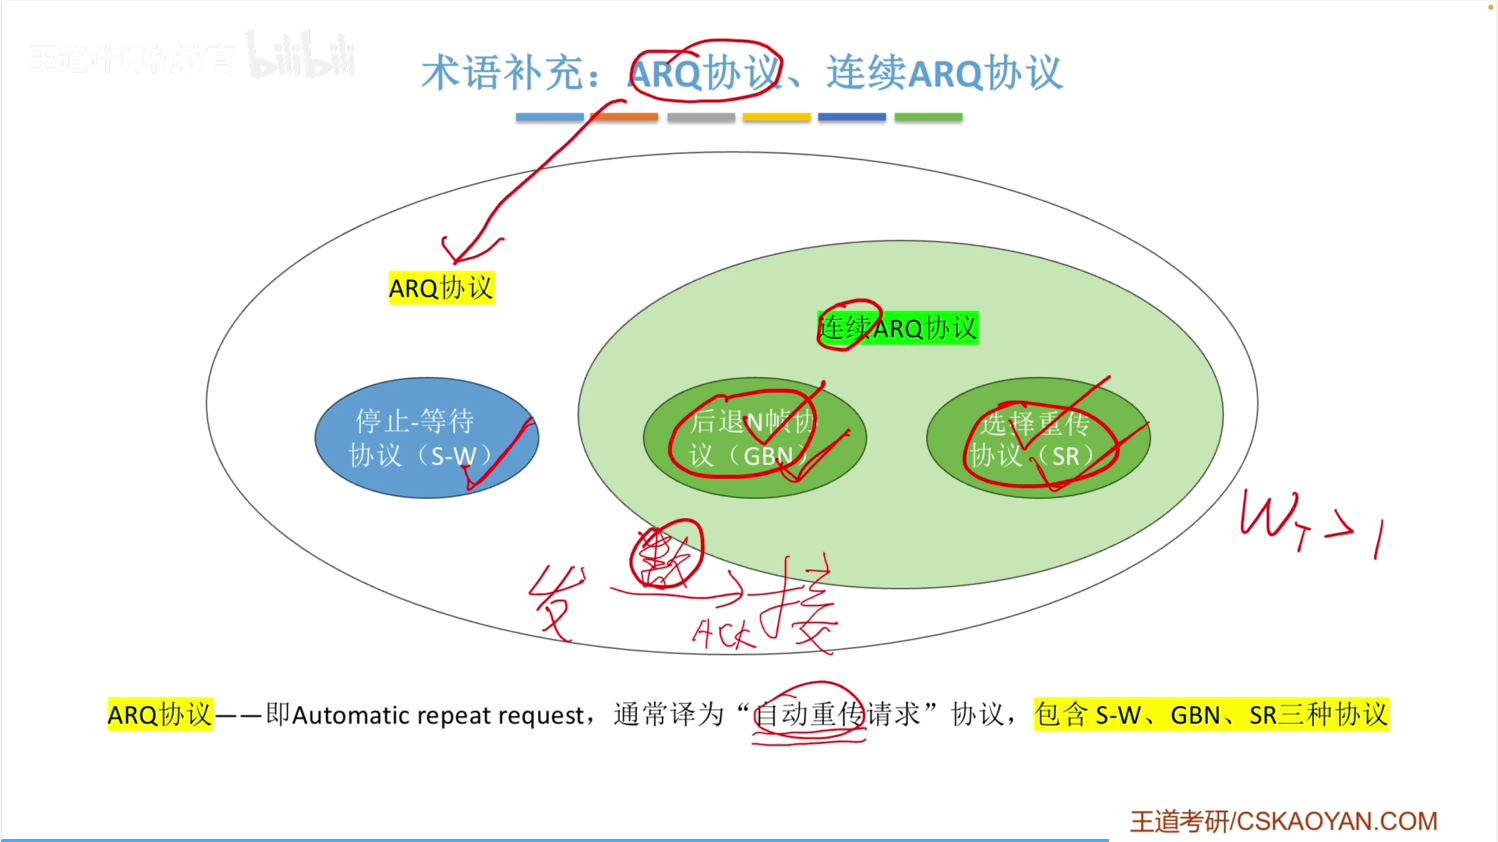 王道计算机教育 bilibili
术语补充：ARQ协议、连续ARQ协议
ARQ协议
连续ARQ协议
停止-等待
协议（S-W）
后退N帧协
议（GBN）
选择重传
协议（SR）
W_T > 1
发 数 接
ACK
ARQ协议——即Automatic repeat request，通常译为“自动重传请求”协议，包含 S-W、GBN、SR三种协议
王道考研/CSKAOYAN.COM